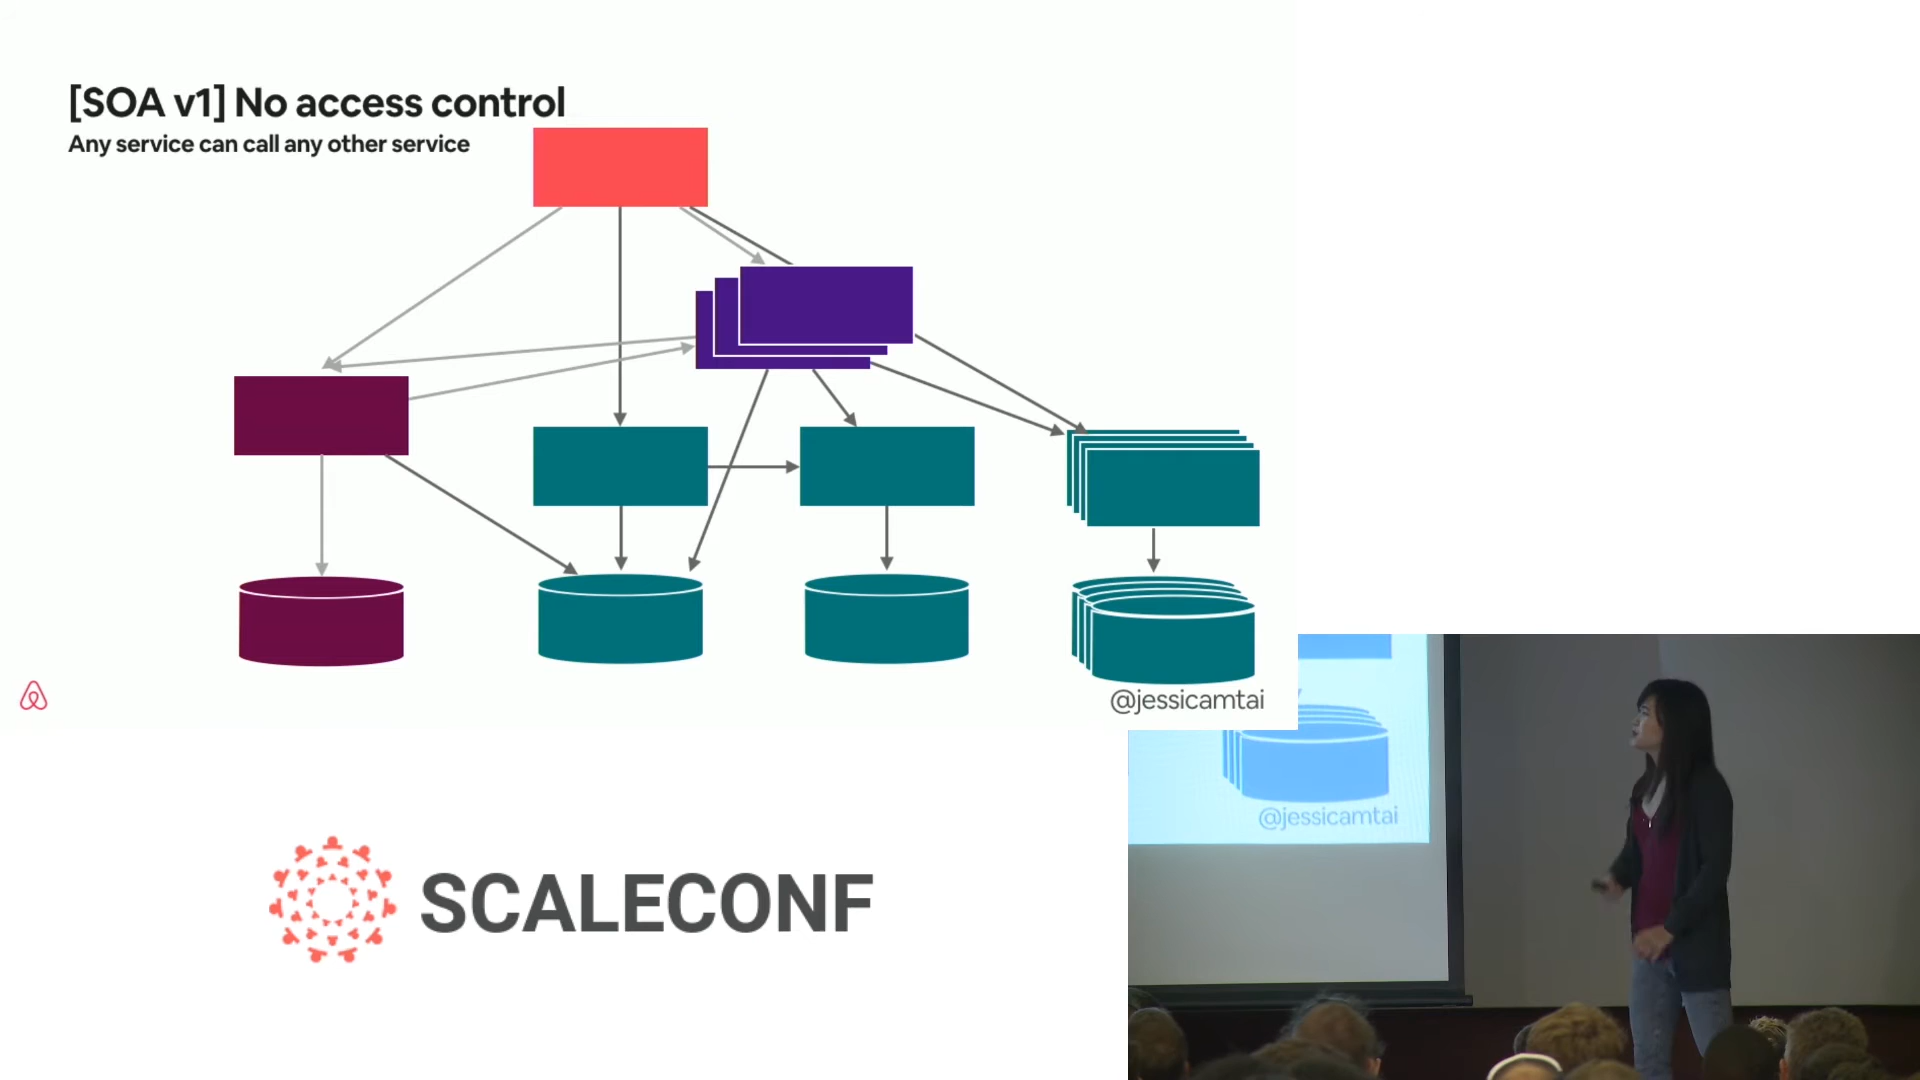 [SOA v1] No access control
Any service can call any other service
@jessicamtai
@jessicamtai
SCALECONF